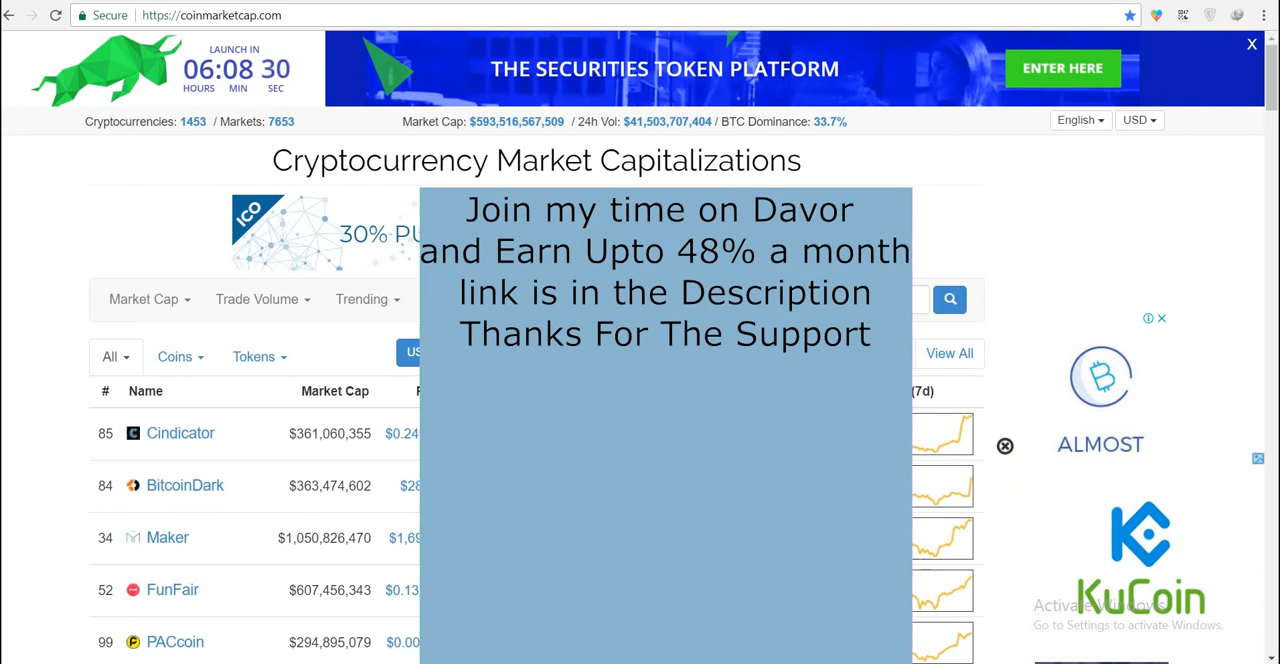 Secure
https://coinmarketcap.com
LAUNCH IN
06:08 30
HOURS MIN SEC
THE SECURITIES TOKEN PLATFORM
ENTER HERE
X
Cryptocurrencies: 1453 / Markets: 7653
Market Cap: $593,516,567,509 / 24h Vol: $41,503,707,404 / BTC Dominance: 33.7%
English
USD
Cryptocurrency Market Capitalizations
ICO
30% PU
Join my time on Davor
and Earn Upto 48% a month
link is in the Description
Thanks For The Support
Market Cap Trade Volume Trending
All Coins Tokens
US
View All
# Name Market Cap (7d)
85 Cindicator $361,060,355 $0.24
84 BitcoinDark $363,474,602 $28
34 Maker $1,050,826,470 $1,69
52 FunFair $607,456,343 $0.13
99 PACcoin $294,895,079 $0.00
ALMOST
KuCoin
Activate Windows
Go to Settings to activate Windows.